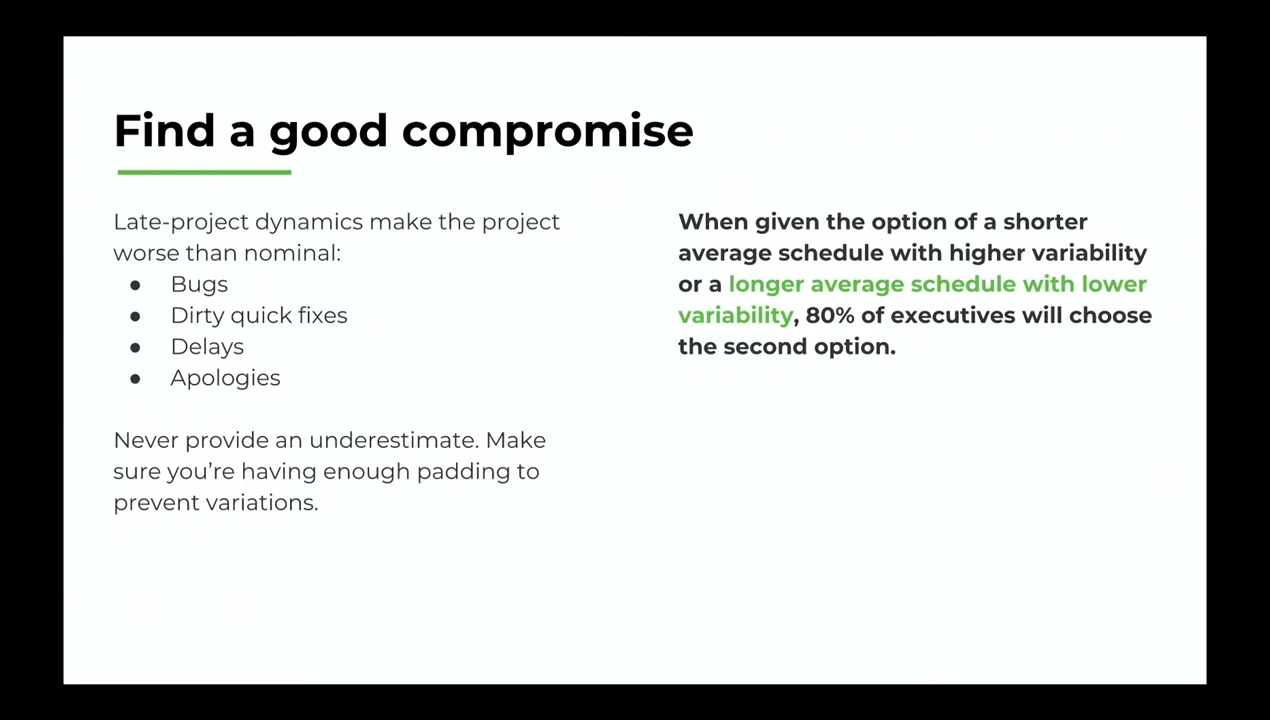 Find a good compromise
Late-project dynamics make the project
worse than nominal:
● Bugs
● Dirty quick fixes
● Delays
● Apologies
Never provide an underestimate. Make
sure you’re having enough padding to
prevent variations.
When given the option of a shorter
average schedule with higher variability
or a longer average schedule with lower
variability, 80% of executives will choose
the second option.